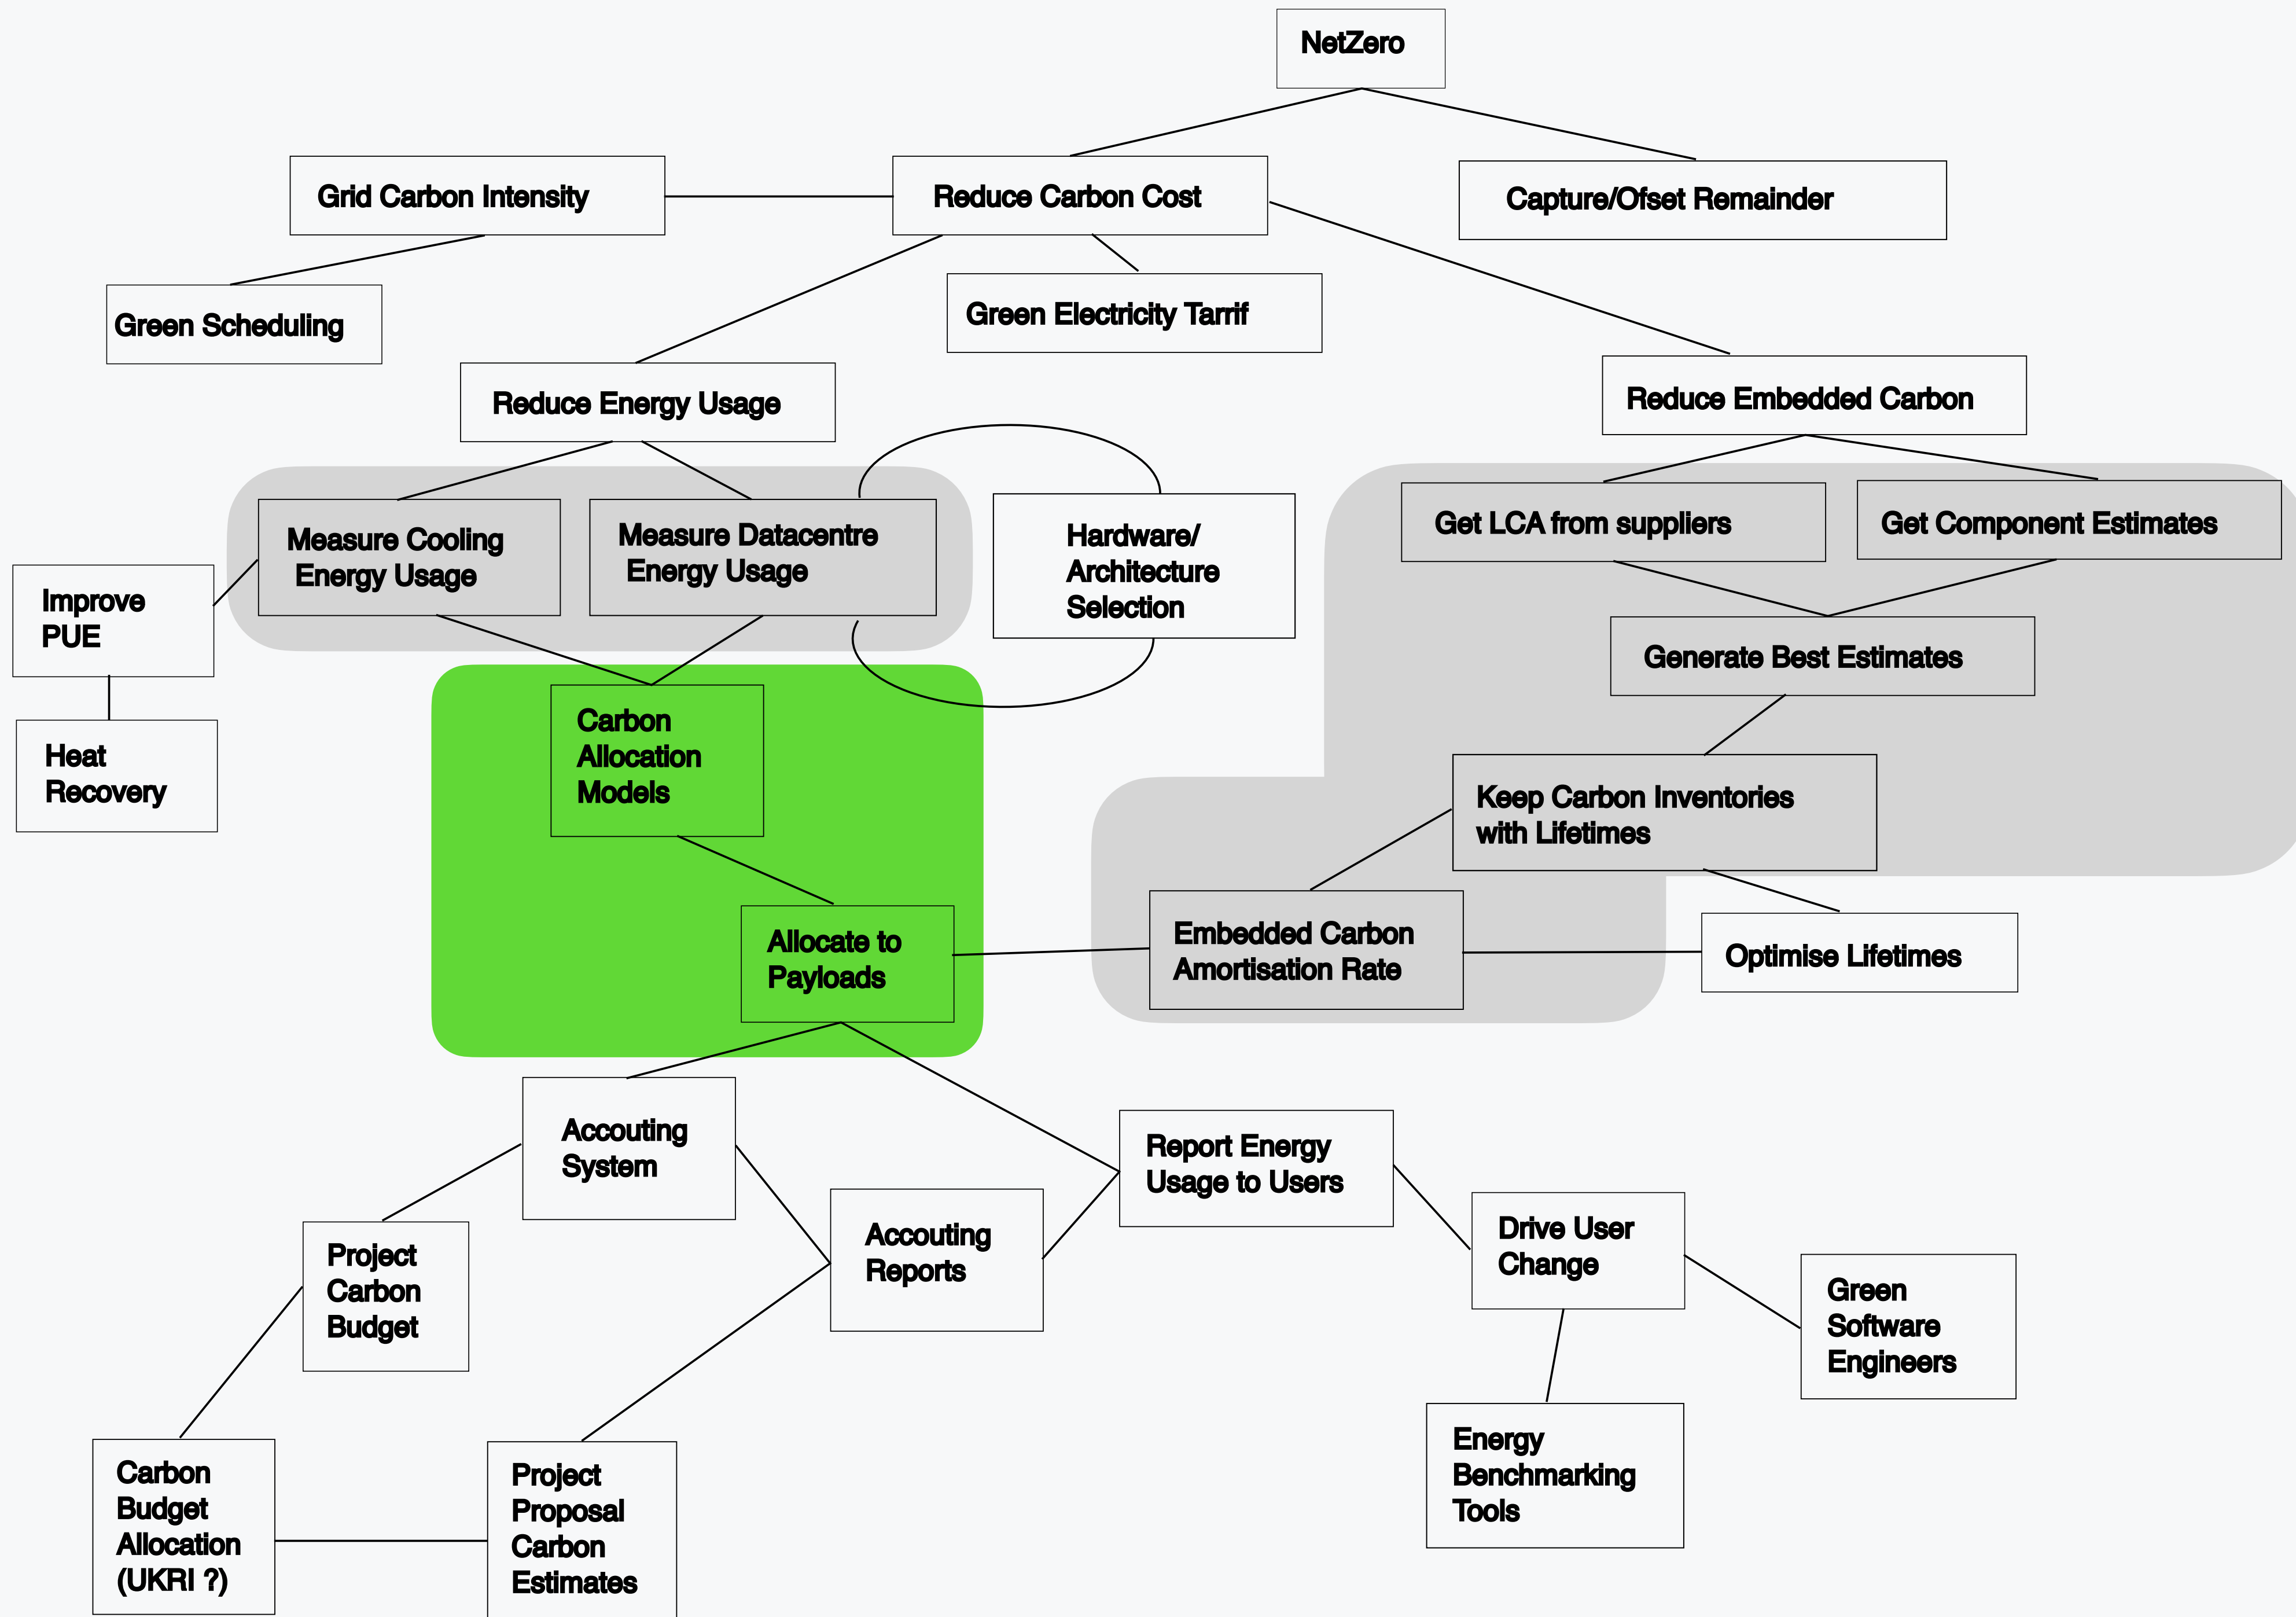 NetZero
Grid Carbon Intensity
Reduce Carbon Cost
Capture/Ofset Remainder
Green Scheduling
Green Electricity Tarrif
Reduce Energy Usage
Reduce Embedded Carbon
Measure Cooling
Energy Usage
Measure Datacentre
Energy Usage
Hardware/
Architecture
Selection
Get LCA from suppliers
Get Component Estimates
Improve
PUE
Generate Best Estimates
Heat
Recovery
Carbon
Allocation
Models
Keep Carbon Inventories
with Lifetimes
Allocate to
Payloads
Embedded Carbon
Amortisation Rate
Optimise Lifetimes
Accouting
System
Report Energy
Usage to Users
Accouting
Reports
Drive User
Change
Project
Carbon
Budget
Green
Software
Engineers
Energy
Benchmarking
Tools
Carbon
Budget
Allocation
(UKRI ?)
Project
Proposal
Carbon
Estimates